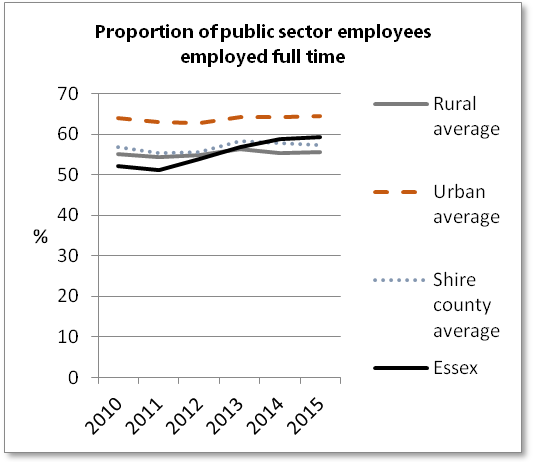 Proportion of public sector employees
employed full time
70
60
50
40
30
20
10
0
%
2010
2011
2012
2013
2014
2015
Rural
average
Urban
average
Shire
county
average
Essex